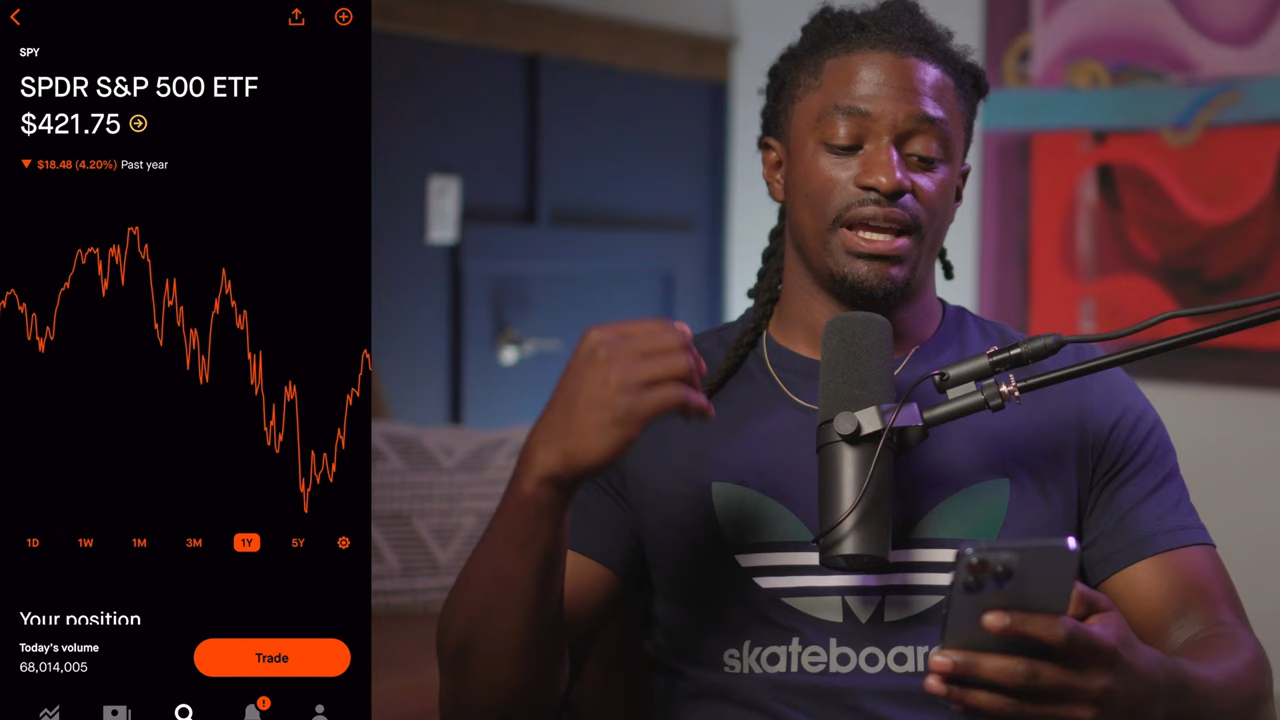 SPY
SPDR S&P 500 ETF
$421.75
▼ $18.48 (4.20%) Past year
1D 1W 1M 3M 1Y 5Y
Your position
Today's volume
68,014,005
Trade
!
skateboar